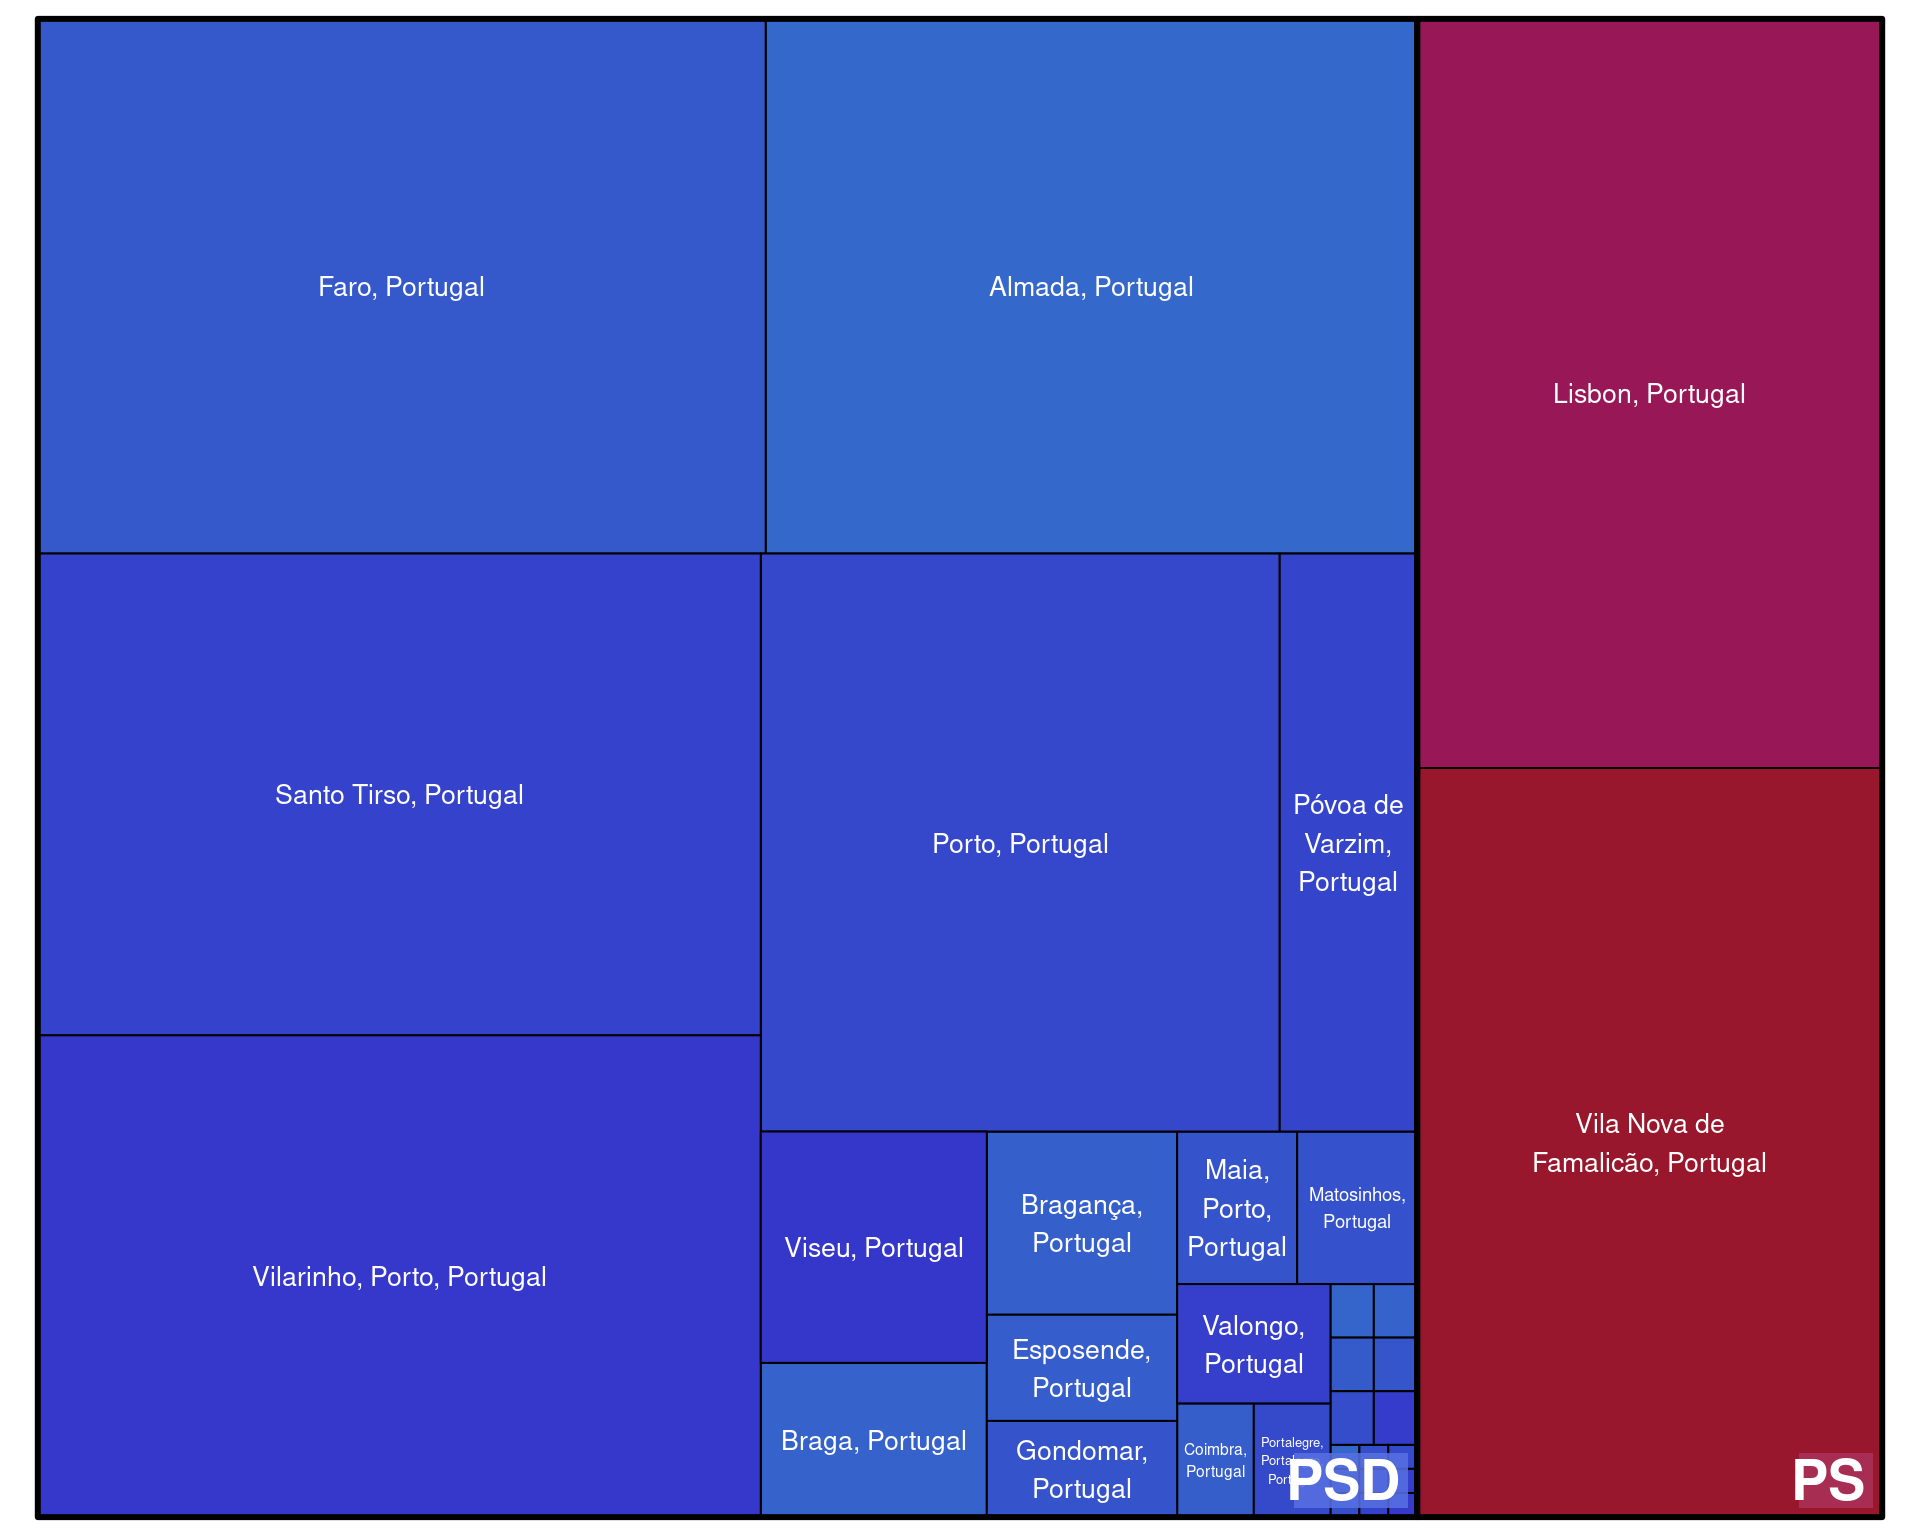 Faro, Portugal
Almada, Portugal
Lisbon, Portugal
Santo Tirso, Portugal
Porto, Portugal
Póvoa de
Varzim,
Portugal
Vila Nova de
Famalicão, Portugal
Vilarinho, Porto, Portugal
Viseu, Portugal
Bragança,
Portugal
Maia,
Porto,
Portugal
Matosinhos,
Portugal
Valongo,
Portugal
Esposende,
Portugal
Braga, Portugal
Gondomar,
Portugal
Coimbra,
Portugal
Portalegre,
PSD
PS